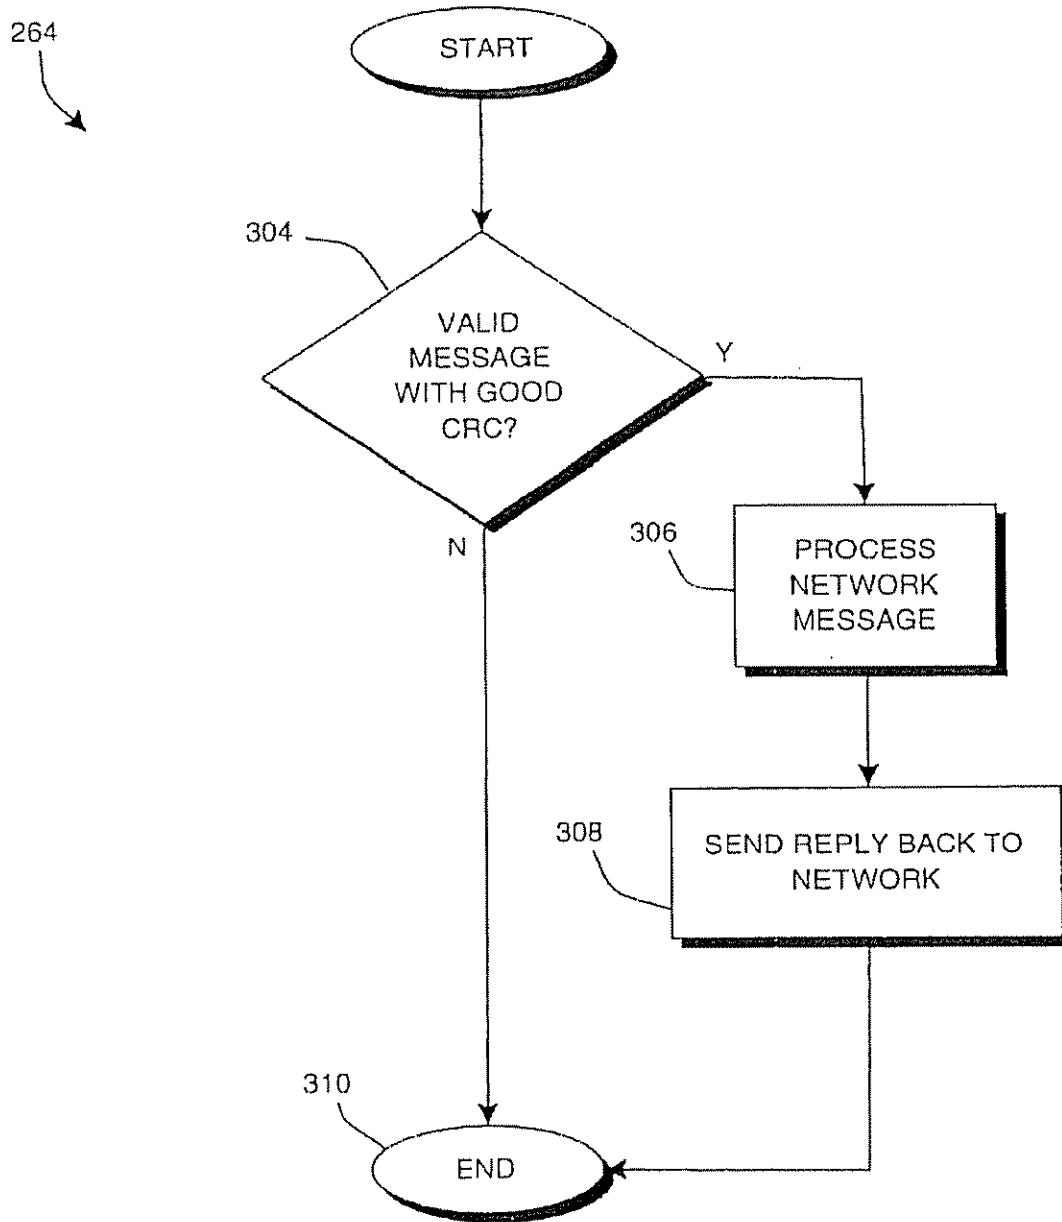 264
START
304
VALID
MESSAGE
WITH GOOD
CRC?
Y
N
306
PROCESS
NETWORK
MESSAGE
308
SEND REPLY BACK TO
NETWORK
310
END